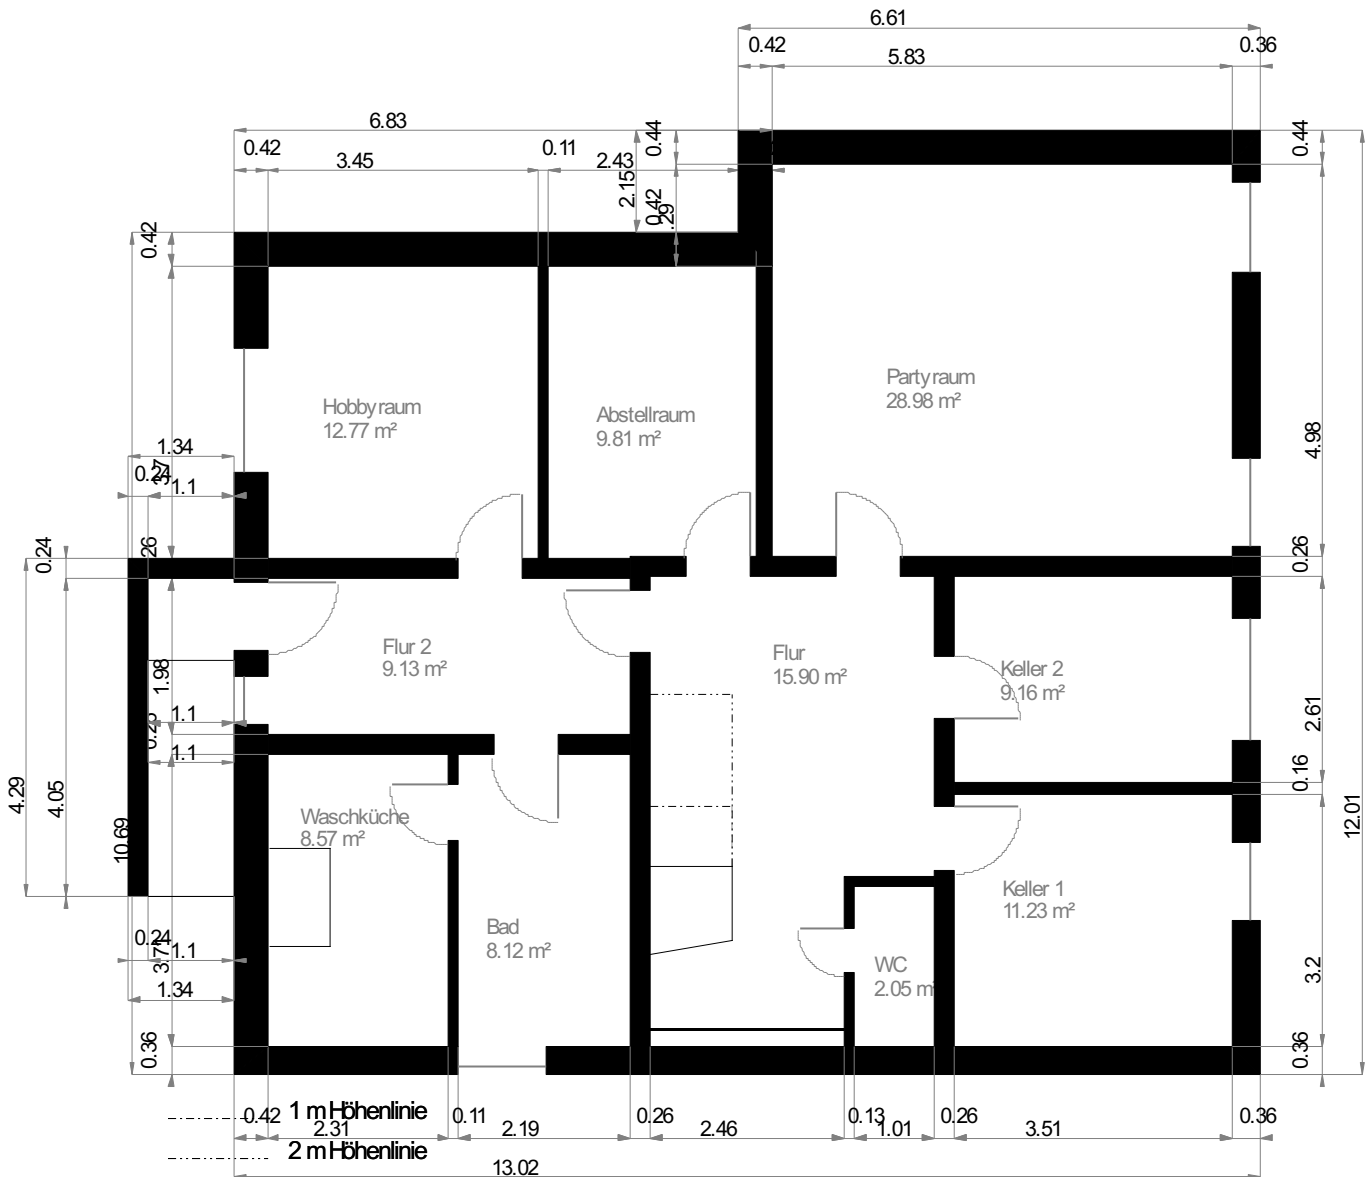 6.61
0.42
0.36
5.83
6.83
0.42
3.45
0.11
2.43
0.44
0.44
2.15
0.42
.29
0.42
Hobbyraum
12.77 m²
Abstellraum
9.81 m²
Partyraum
28.98 m²
1.34
0.24
1.1
4.98
0.24
26
0.26
Flur 2
9.13 m²
Flur
15.90 m²
Keller 2
9.16 m²
1.98
1.1
1.1
2.61
0.16
4.29
4.05
10.69
12.01
Waschküche
8.57 m²
Bad
8.12 m²
Keller 1
11.23 m²
WC
2.05 m
0.24
1.1
3.71
1.34
3.2
0.36
0.36
0.42
1 m Höhenlinie
0.11
0.26
0.13
0.26
0.36
2.31
2.19
2.46
1.01
3.51
2 m Höhenlinie
13.02